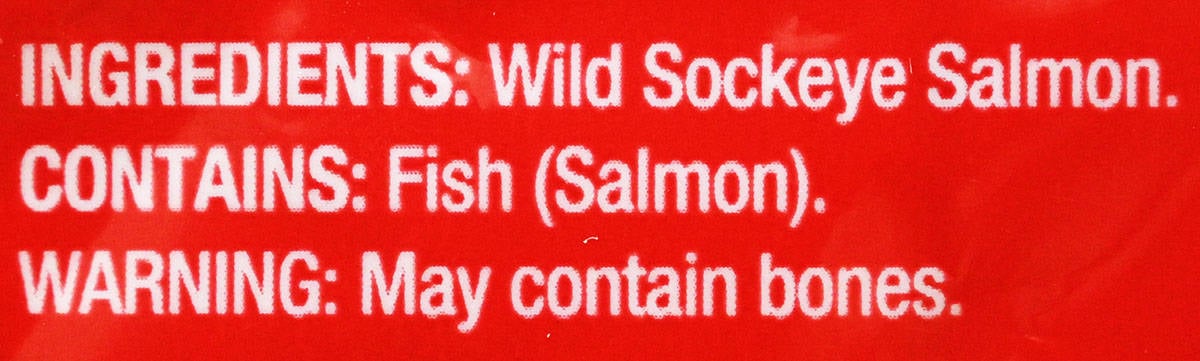 INGREDIENTS: Wild Sockeye Salmon.
CONTAINS: Fish (Salmon).
WARNING: May contain bones.